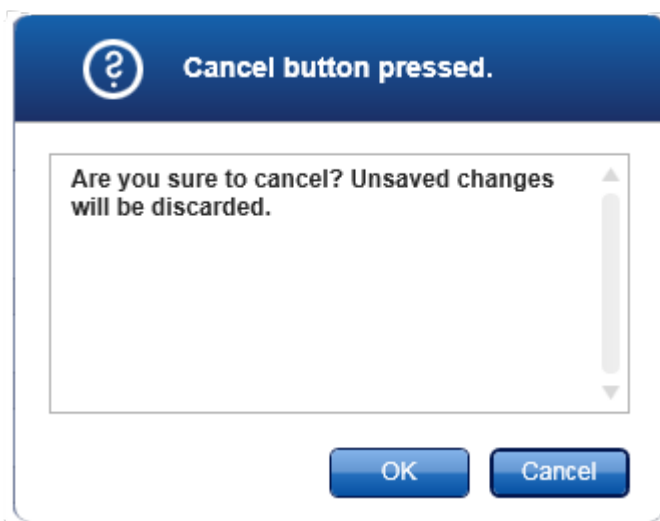 Cancel button pressed.
Are you sure to cancel? Unsaved changes
will be discarded.
OK
Cancel